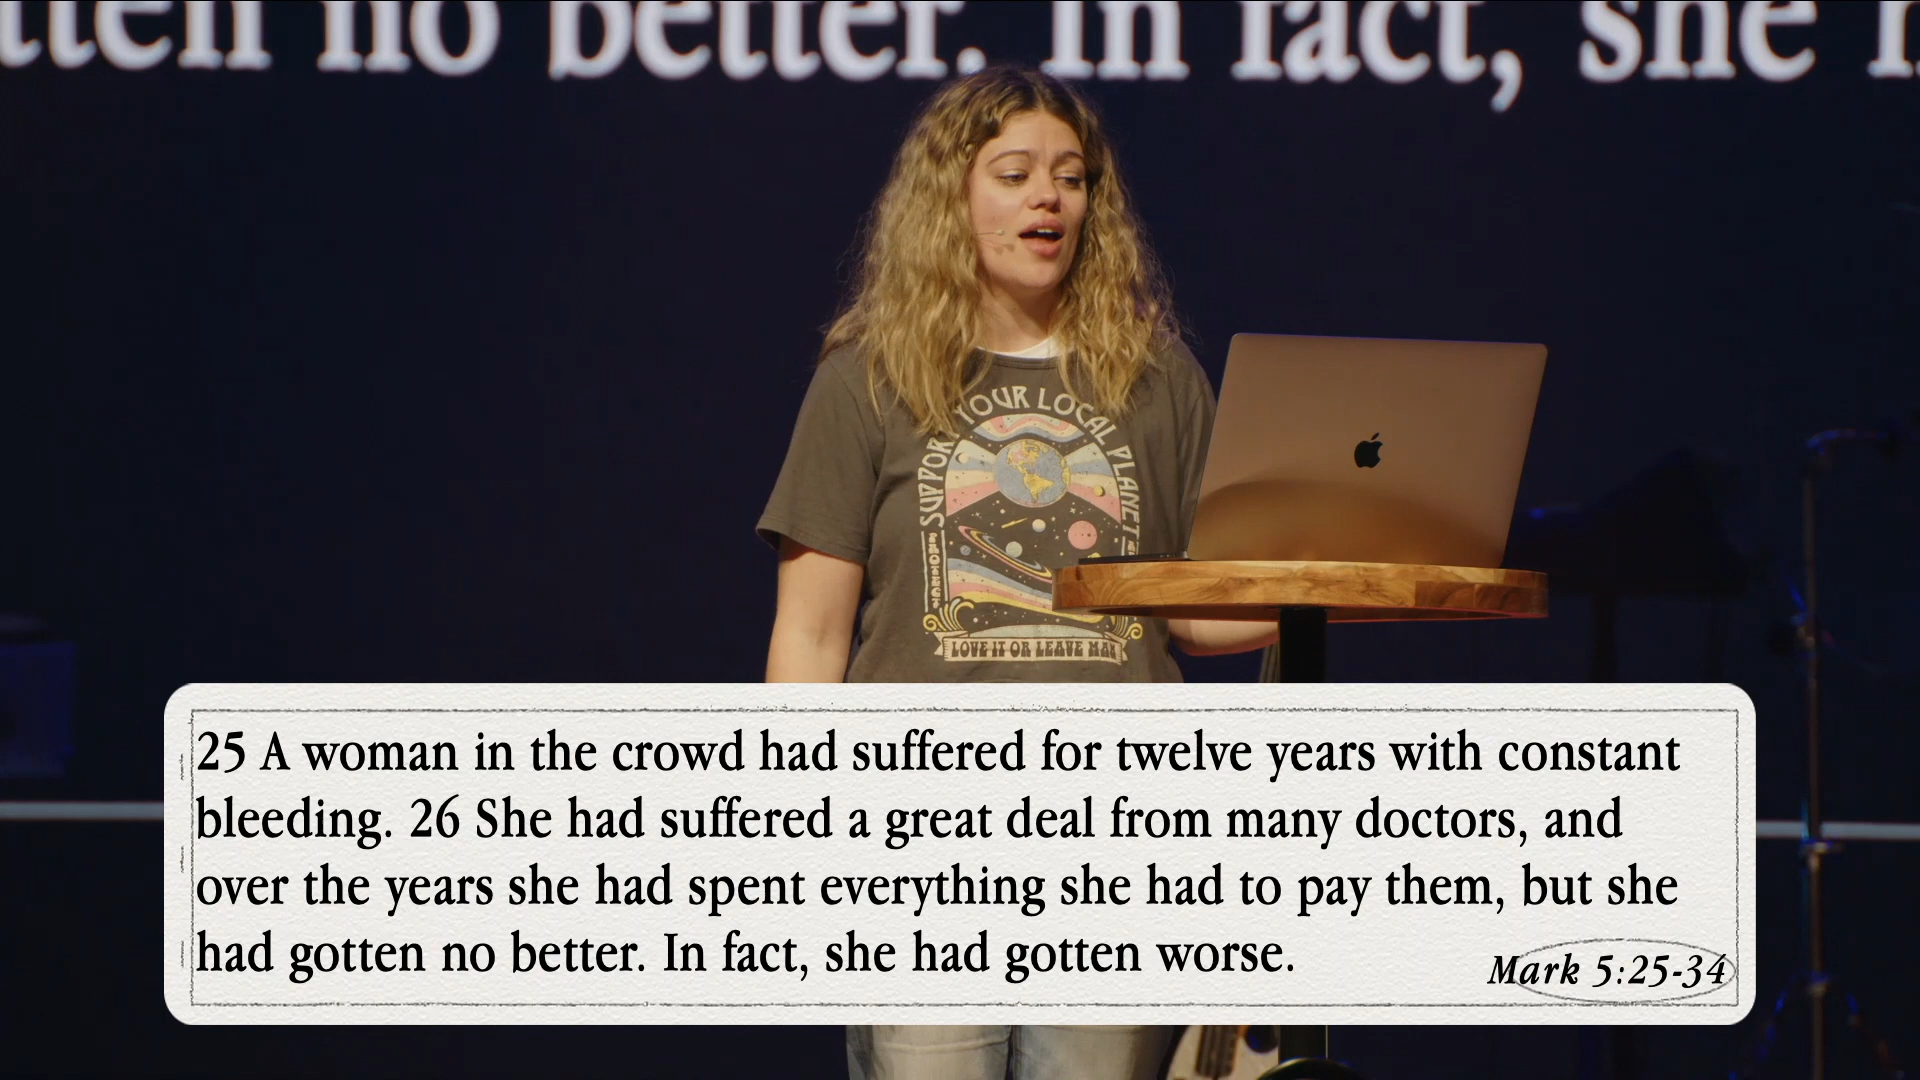 tten no better. In fact, she
SUPPORT YOUR LOCAL PLANET
LOVE IT OR LEAVE
25 A woman in the crowd had suffered for twelve years with constant
bleeding. 26 She had suffered a great deal from many doctors, and
over the years she had spent everything she had to pay them, but she
had gotten no better. In fact, she had gotten worse.
Mark 5:25-34